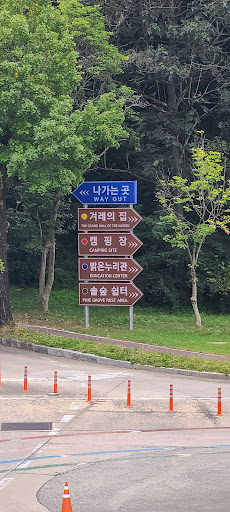 <<< 나가는 곳
WAY OUT
겨레의 집 >>>
THE GRAND HALL OF THE NATION
캠 핑 장 >>>
CAMPING SITE
밝은누리관 >>>
EDUCATION CENTER
솔숲 쉼터 >>>
PINE GROVE REST AREA